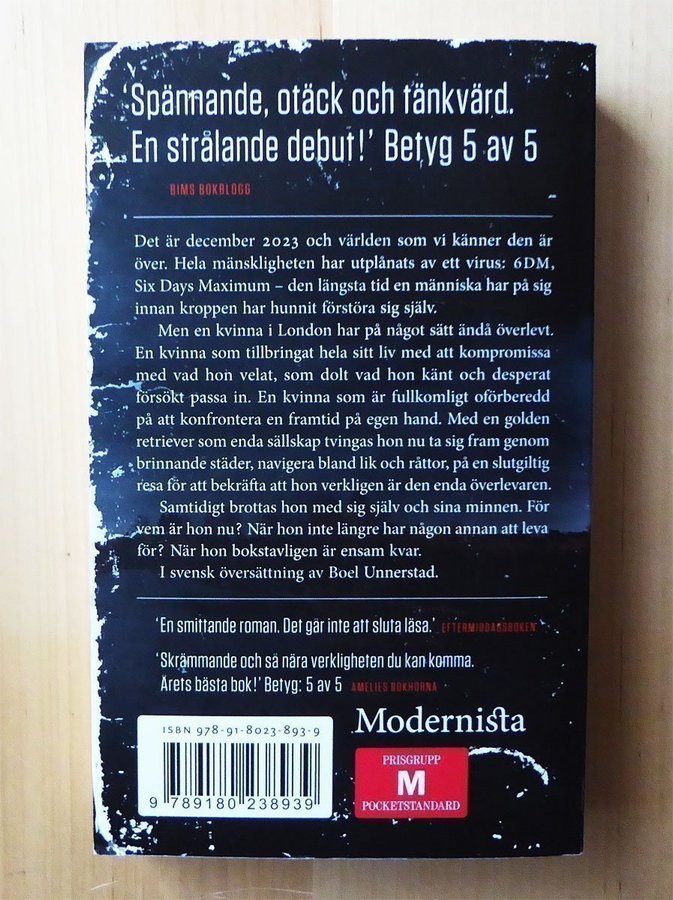 ‘Spännande, otäck och tänkvärd.
En strålande debut!’ Betyg 5 av 5
BIMS BOKBLOGG
Det är december 2023 och världen som vi känner den är
över. Hela mänskligheten har utplånats av ett virus: 6DM,
Six Days Maximum – den längsta tid en människa har på sig
innan kroppen har hunnit förstöra sig själv.
Men en kvinna i London har på något sätt ändå överlevt.
En kvinna som tillbringat hela sitt liv med att kompromissa
med vad hon velat, som dolt vad hon känt och desperat
försökt passa in. En kvinna som är fullkomligt oförberedd
på att konfrontera en framtid på egen hand. Med en golden
retriever som enda sällskap tvingas hon nu ta sig fram genom
brinnande städer, navigera bland lik och råttor, på en slutgiltig
resa för att bekräfta att hon verkligen är den enda överlevaren.
Samtidigt brottas hon med sig själv och sina minnen. För
vem är hon nu? När hon inte längre har någon annan att leva
för? När hon bokstavligen är ensam kvar.
I svensk översättning av Boel Unnerstad.
‘En smittande roman. Det går inte att sluta läsa.’ EFTERMIDDAGSBOKEN
‘Skrämmande och så nära verkligheten du kan komma.
Årets bästa bok!’ Betyg: 5 av 5 AMELIES BOKHÖRNA
ISBN 978-91-8023-893-9
9 789180 238939
Modernista
PRISGRUPP
M
POCKETSTANDARD